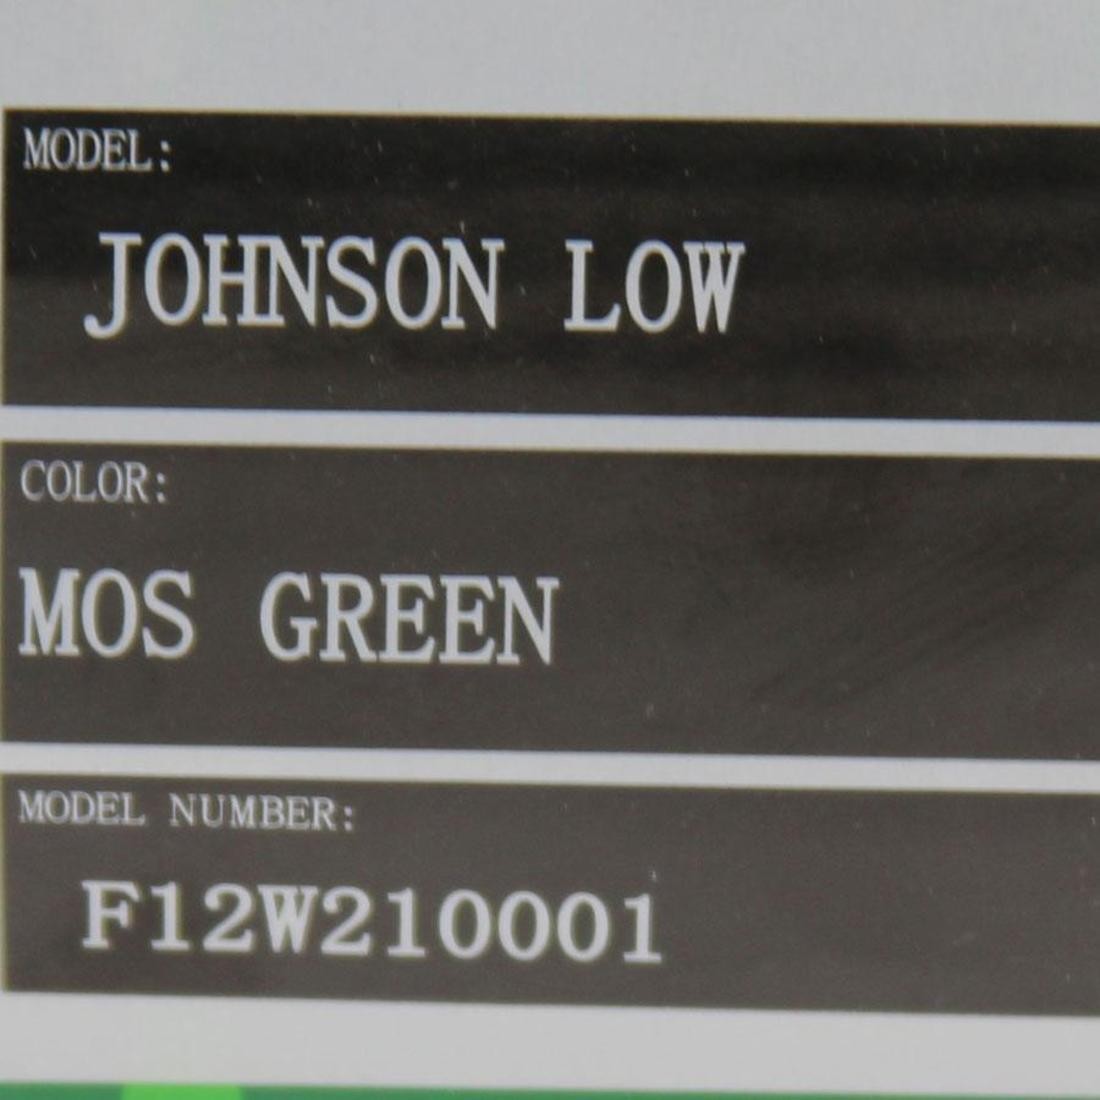 MODEL:
JOHNSON LOW
COLOR:
MOS GREEN
MODEL NUMBER:
F12W210001